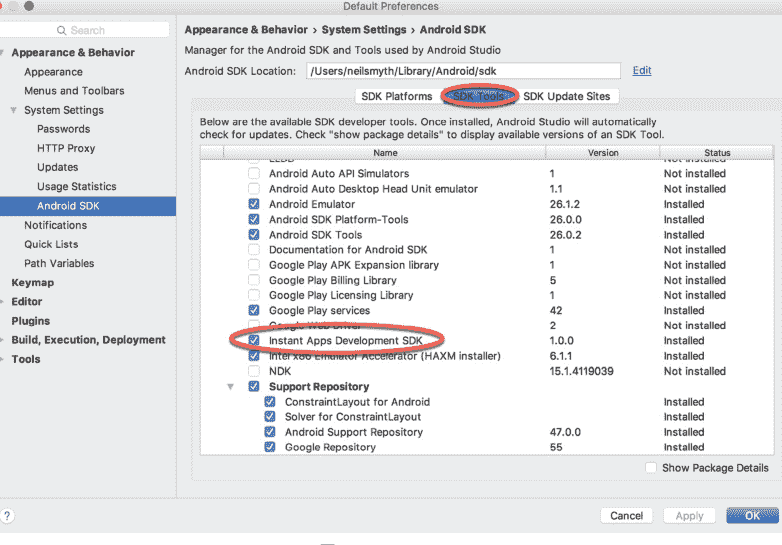 Default Preferences
Search
Appearance & Behavior
Appearance
Menus and Toolbars
System Settings
Passwords
HTTP Proxy
Updates
Usage Statistics
Android SDK
Notifications
Quick Lists
Path Variables
Keymap
Editor
Plugins
Build, Execution, Deployment
Tools
Appearance & Behavior › System Settings › Android SDK
Manager for the Android SDK and Tools used by Android Studio
Android SDK Location: /Users/neilsmyth/Library/Android/sdk Edit
SDK Platforms SDK Tools SDK Update Sites
Below are the available SDK developer tools. Once installed, Android Studio will automatically
check for updates. Check "show package details" to display available versions of an SDK Tool.
Name Version Status
LLDB Not installed
Android Auto API Simulators 1 Not installed
Android Auto Desktop Head Unit emulator 1.1 Not installed
Android Emulator 26.1.2 Installed
Android SDK Platform-Tools 26.0.0 Installed
Android SDK Tools 26.0.2 Installed
Documentation for Android SDK 1 Not installed
Google Play APK Expansion library 1 Not installed
Google Play Billing Library 5 Not installed
Google Play Licensing Library 1 Not installed
Google Play services 42 Installed
Google Web Driver 2 Not installed
Instant Apps Development SDK 1.0.0 Installed
Intel x86 Emulator Accelerator (HAXM installer) 6.1.1 Installed
NDK 15.1.4119039 Not installed
Support Repository
ConstraintLayout for Android Installed
Solver for ConstraintLayout Installed
Android Support Repository 47.0.0 Installed
Google Repository 55 Installed
Show Package Details
? Cancel Apply OK